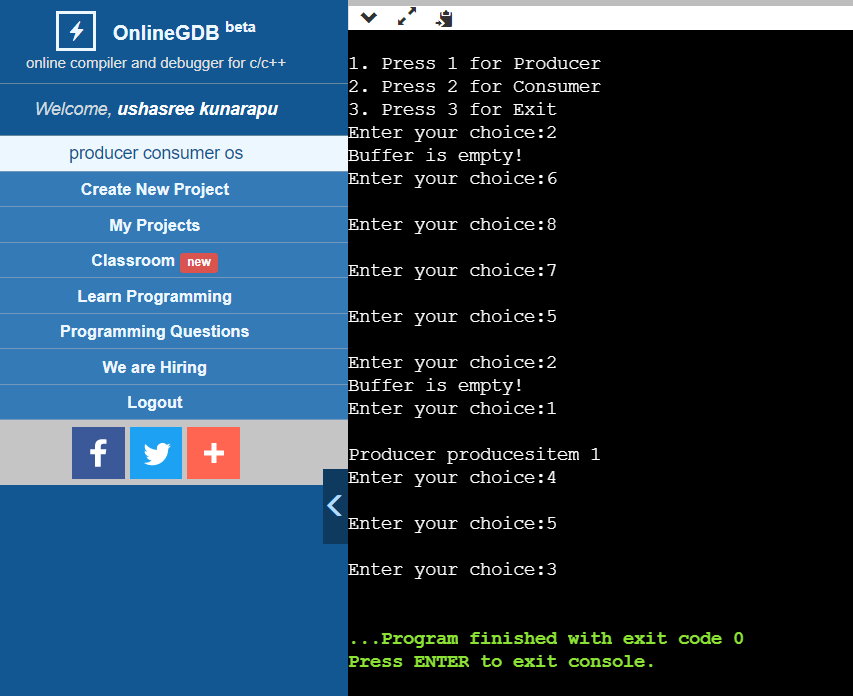 OnlineGDB beta
online compiler and debugger for c/c++
Welcome, ushasree kunarapu
producer consumer os
Create New Project
My Projects
Classroom new
Learn Programming
Programming Questions
We are Hiring
Logout
1. Press 1 for Producer
2. Press 2 for Consumer
3. Press 3 for Exit
Enter your choice:2
Buffer is empty!
Enter your choice:6
Enter your choice:8
Enter your choice:7
Enter your choice:5
Enter your choice:2
Buffer is empty!
Enter your choice:1
Producer producesitem 1
Enter your choice:4
Enter your choice:5
Enter your choice:3
...Program finished with exit code 0
Press ENTER to exit console.